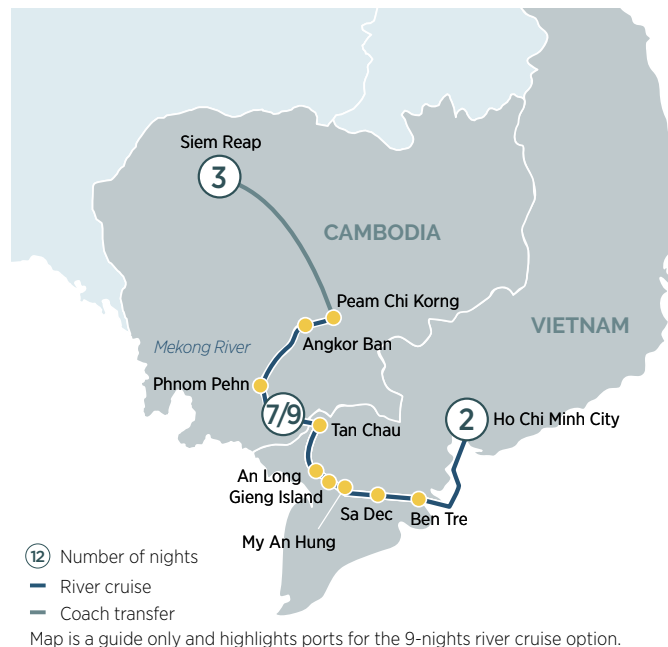 Siem Reap
3
CAMBODIA
Peam Chi Korng
VIETNAM
Angkor Ban
Mekong River
Phnom Pehn
7/9
2
Ho Chi Minh City
Tan Chau
An Long
Gieng Island
Sa Dec
Ben Tre
My An Hung
12 Number of nights
River cruise
Coach transfer
Map is a guide only and highlights ports for the 9-nights river cruise option.